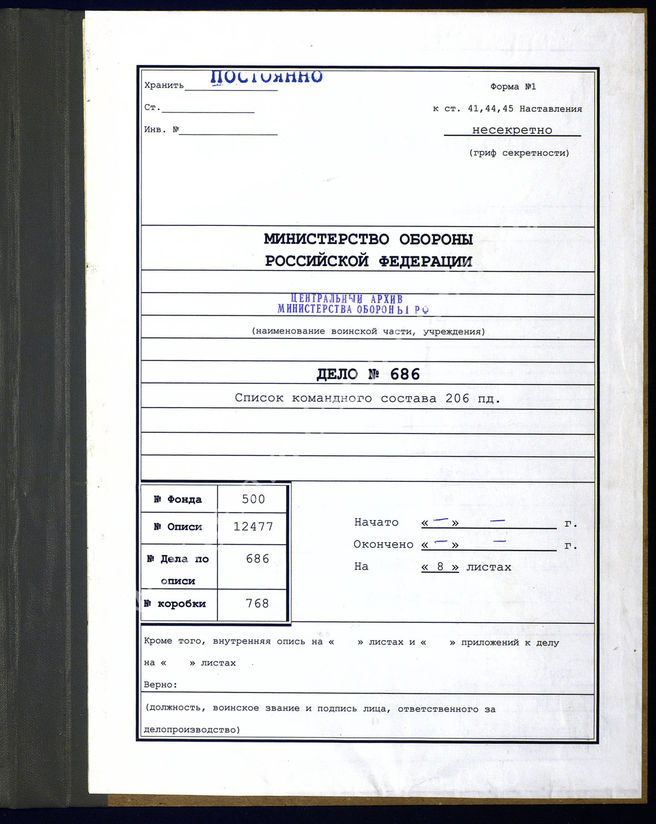 Хранить ПОСТОЯННО
Форма №1
Ст.
к ст. 41,44,45 Наставления
Инв. №
несекретно
(гриф секретности)
МИНИСТЕРСТВО ОБОРОНЫ
РОССИЙСКОЙ ФЕДЕРАЦИИ
ЦЕНТРАЛЬНЫЙ АРХИВ
МИНИСТЕРСТВА ОБОРОНЫ РФ
(наименование воинской части, учреждения)
ДЕЛО № 686
Список командного состава 206 пд.
№ Фонда 500
№ Описи 12477
№ Дела по описи 686
№ коробки 768
Начато «—» — г.
Окончено «—» — г.
На « 8 » листах
Кроме того, внутренняя опись на «    » листах и «    » приложений к делу
на «    » листах
Верно:
(должность, воинское звание и подпись лица, ответственного за
делопроизводство)